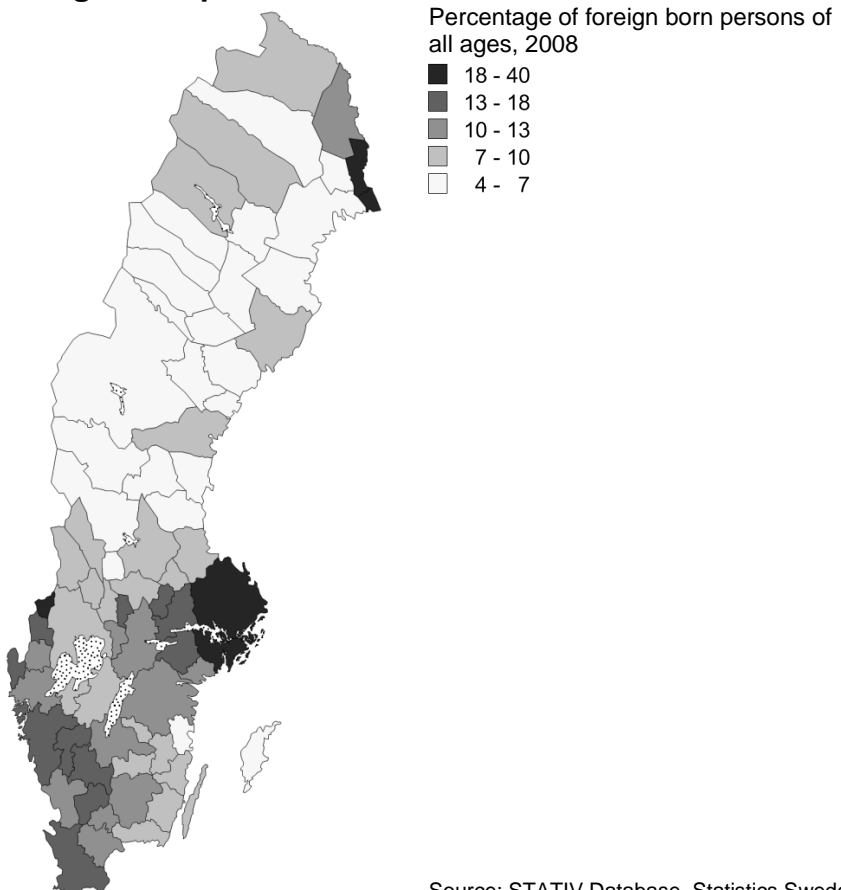 Percentage of foreign born persons of
all ages, 2008
18 - 40
13 - 18
10 - 13
7 - 10
4 - 7
Source: STATIV Database, Statistics